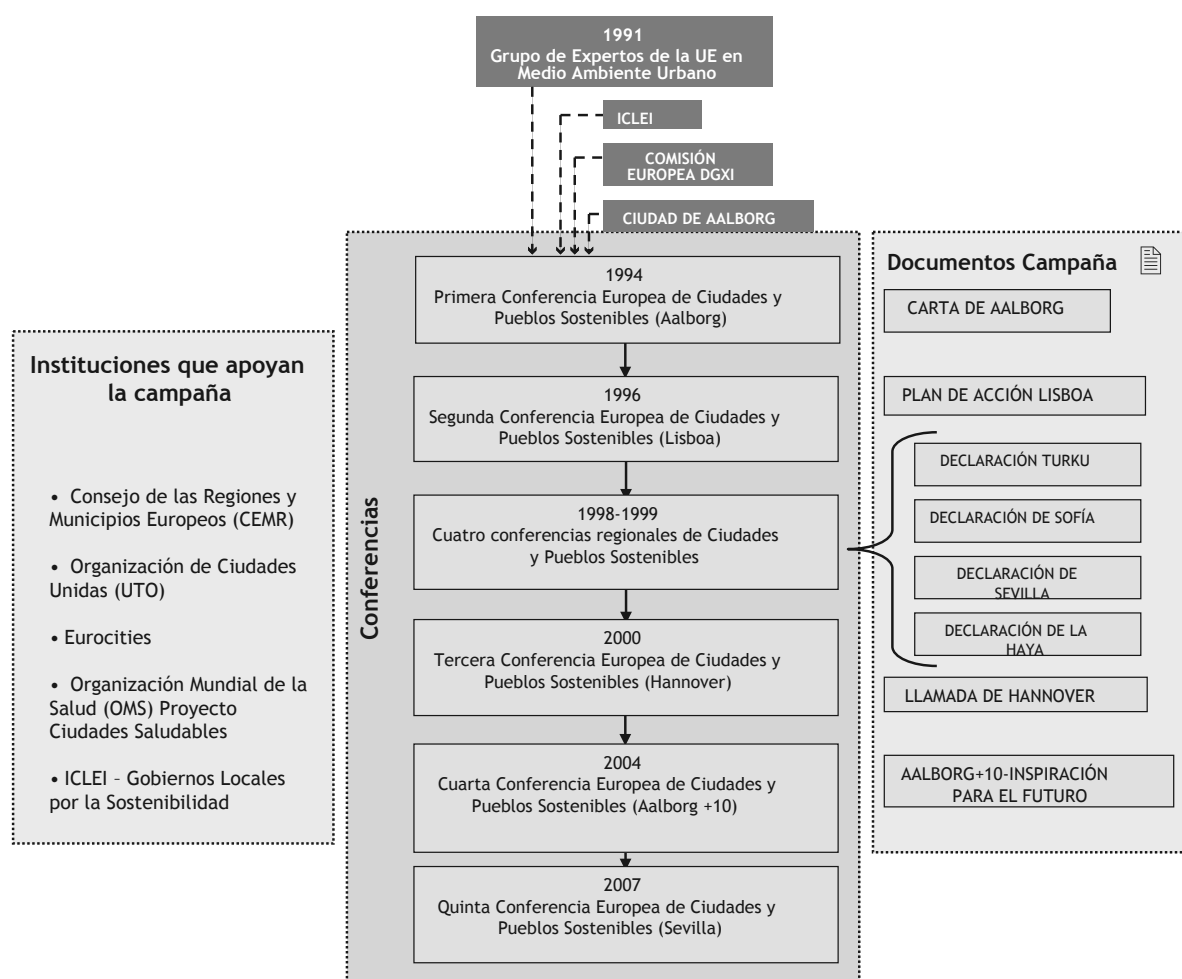 1991
Grupo de Expertos de la UE en
Medio Ambiente Urbano
ICLEI
COMISIÓN
EUROPEA DGXI
CIUDAD DE AALBORG
Instituciones que apoyan
la campaña
• Consejo de las Regiones y
Municipios Europeos (CEMR)
• Organización de Ciudades
Unidas (UTO)
• Eurocities
• Organización Mundial de la
Salud (OMS) Proyecto
Ciudades Saludables
• ICLEI – Gobiernos Locales
por la Sostenibilidad
Conferencias
1994
Primera Conferencia Europea de Ciudades y
Pueblos Sostenibles (Aalborg)
1996
Segunda Conferencia Europea de Ciudades y
Pueblos Sostenibles (Lisboa)
1998-1999
Cuatro conferencias regionales de Ciudades
y Pueblos Sostenibles
2000
Tercera Conferencia Europea de Ciudades y
Pueblos Sostenibles (Hannover)
2004
Cuarta Conferencia Europea de Ciudades y
Pueblos Sostenibles (Aalborg +10)
2007
Quinta Conferencia Europea de Ciudades y
Pueblos Sostenibles (Sevilla)
Documentos Campaña
CARTA DE AALBORG
PLAN DE ACCIÓN LISBOA
DECLARACIÓN TURKU
DECLARACIÓN DE SOFÍA
DECLARACIÓN DE
SEVILLA
DECLARACIÓN DE LA
HAYA
LLAMADA DE HANNOVER
AALBORG+10-INSPIRACIÓN
PARA EL FUTURO